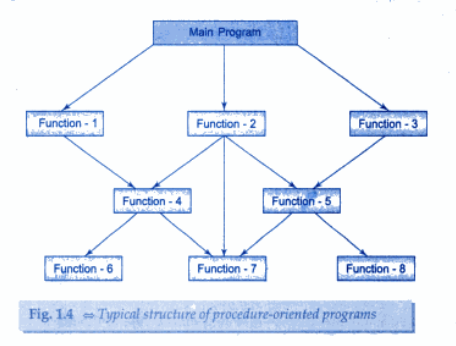 Main Program
Function - 1
Function - 2
Function - 3
Function - 4
Function - 5
Function - 6
Function - 7
Function - 8
Fig. 1.4 ⇔ Typical structure of procedure-oriented programs